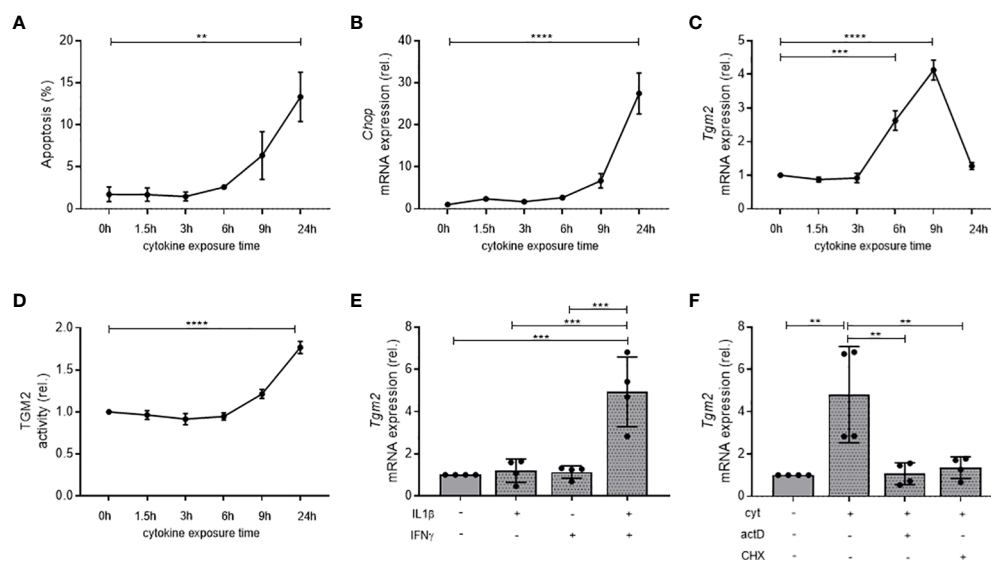 A
Apoptosis (%)
20
15
10
5
0
**
0h 1.5h 3h 6h 9h 24h
cytokine exposure time
B
Chop
mRNA expression (rel.)
40
30
20
10
0
****
0h 1.5h 3h 6h 9h 24h
cytokine exposure time
C
Tgm2
mRNA expression (rel.)
5
4
3
2
1
0
****
***
0h 1.5h 3h 6h 9h 24h
cytokine exposure time
D
TGM2
activity (rel.)
2.0
1.5
1.0
0.5
0.0
****
0h 1.5h 3h 6h 9h 24h
cytokine exposure time
E
Tgm2
mRNA expression (rel.)
8
6
4
2
0
***
***
***
IL1β - + - +
IFNγ - - + +
F
Tgm2
mRNA expression (rel.)
8
6
4
2
0
** **
**
cyt - + + +
actD - - + -
CHX - - - +